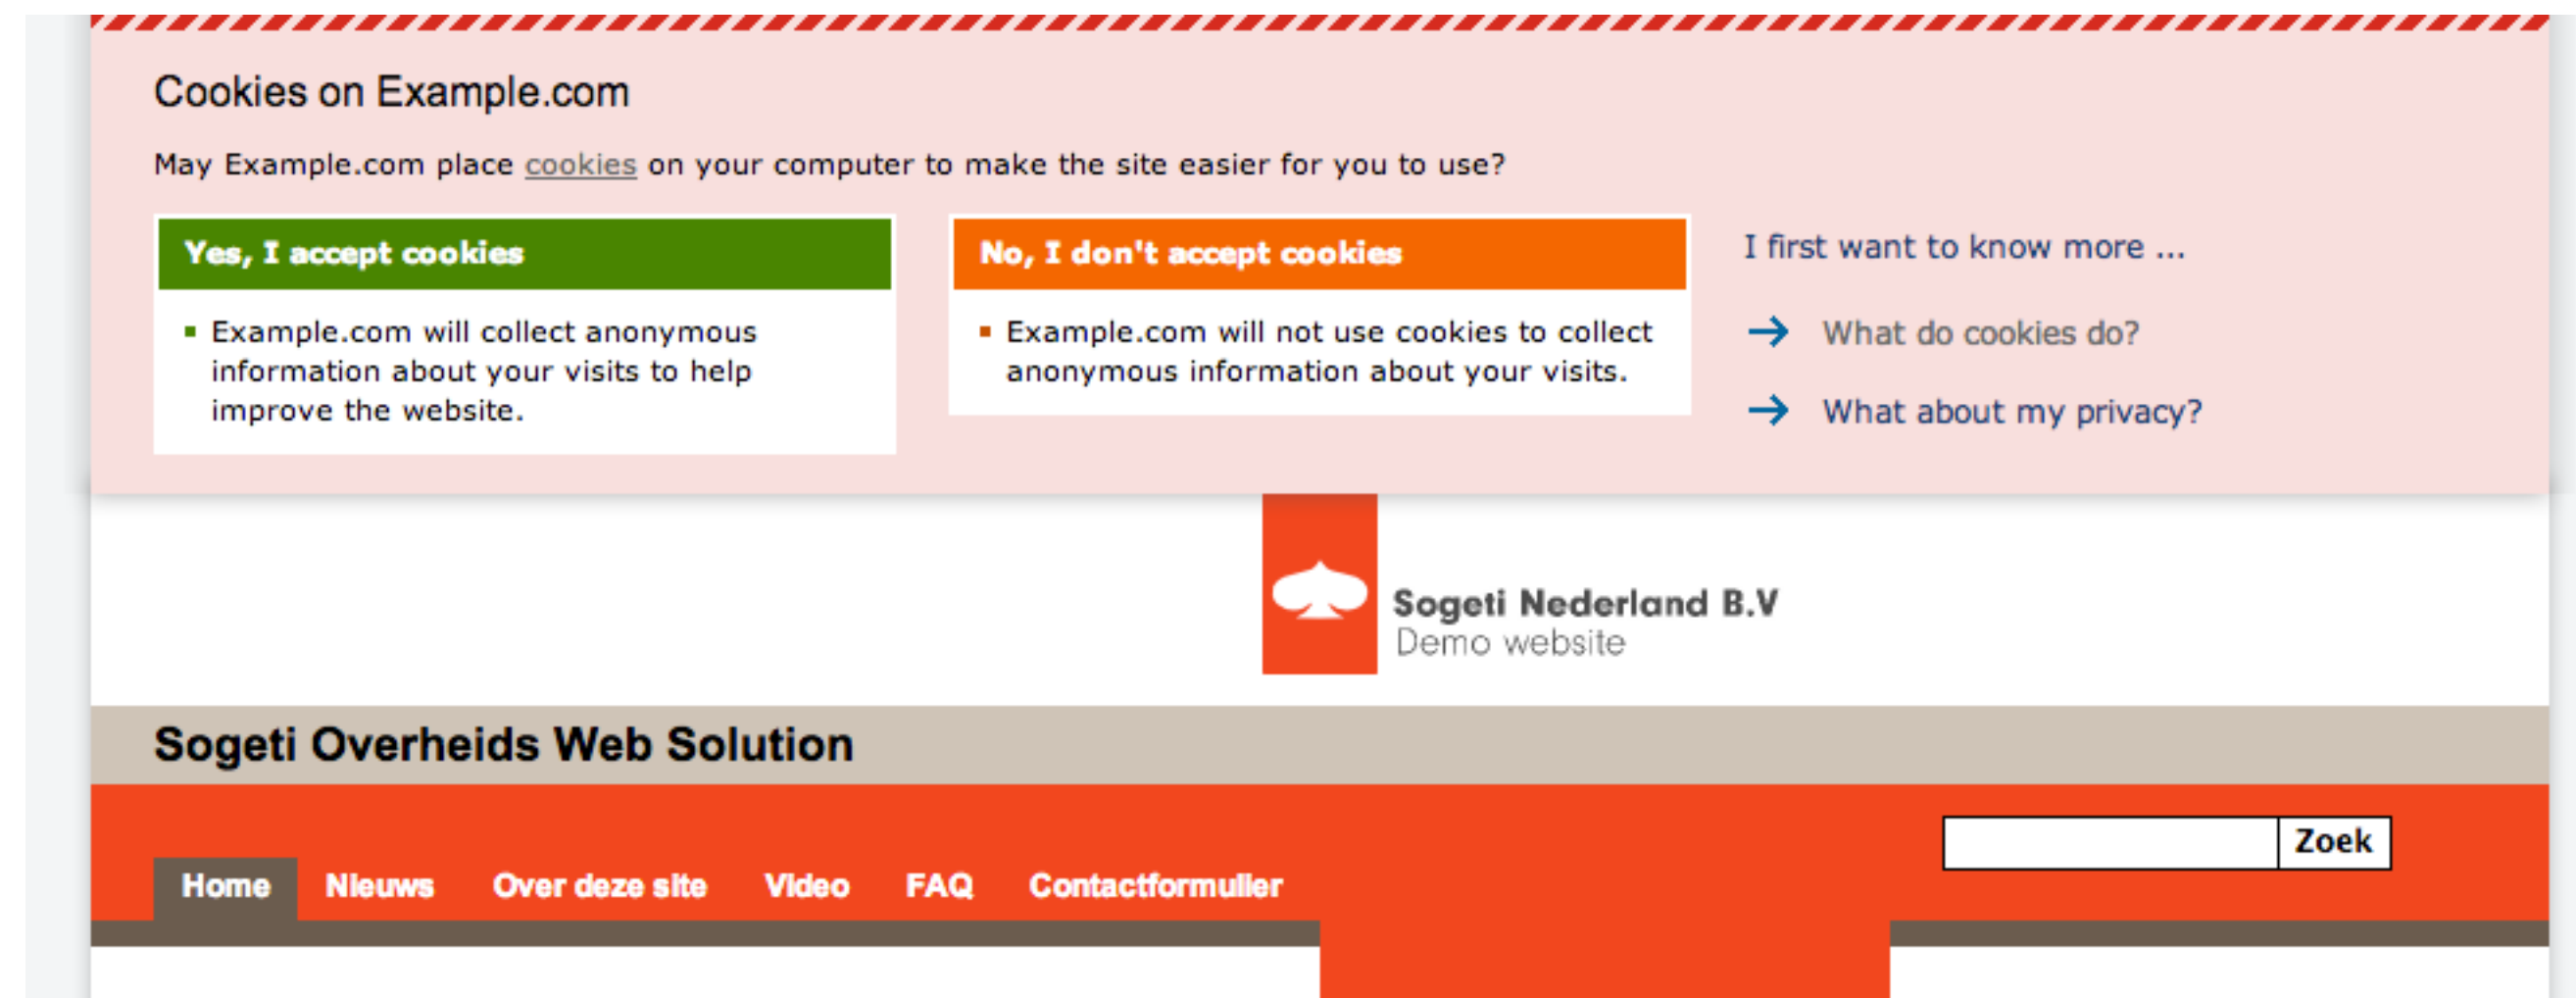 Cookies on Example.com
May Example.com place cookies on your computer to make the site easier for you to use?
Yes, I accept cookies
Example.com will collect anonymous
information about your visits to help
improve the website.
No, I don't accept cookies
Example.com will not use cookies to collect
anonymous information about your visits.
I first want to know more ...
What do cookies do?
What about my privacy?
Sogeti Nederland B.V
Demo website
Sogeti Overheids Web Solution
Zoek
Home Nieuws Over deze site Video FAQ Contactformulier